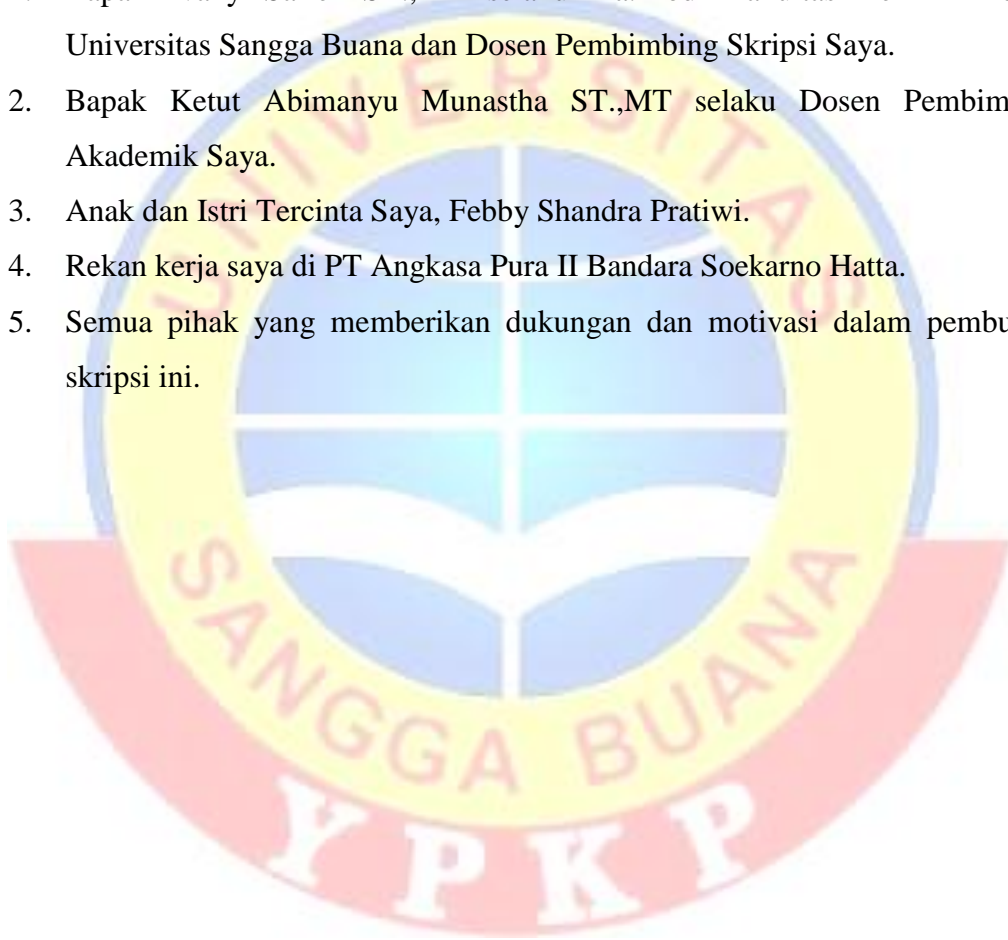 Universitas Sangga Buana dan Dosen Pembimbing Skripsi Saya.
2. Bapak Ketut Abimanyu Munastha ST.,MT selaku Dosen Pembim
Akademik Saya.
3. Anak dan Istri Tercinta Saya, Febby Shandra Pratiwi.
4. Rekan kerja saya di PT Angkasa Pura II Bandara Soekarno Hatta.
5. Semua pihak yang memberikan dukungan dan motivasi dalam pembu
skripsi ini.
UNIVERSITAS
SANGGA BUANA
YPKP